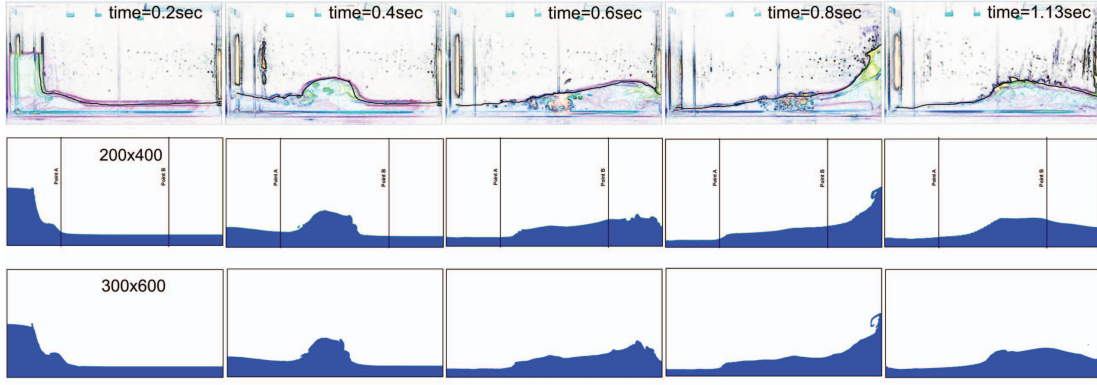 time=0.2sec
time=0.4sec
time=0.6sec
time=0.8sec
time=1.13sec
200x400
Point A
Point B
Point A
Point B
Point A
Point B
Point A
Point B
Point A
Point B
300x600